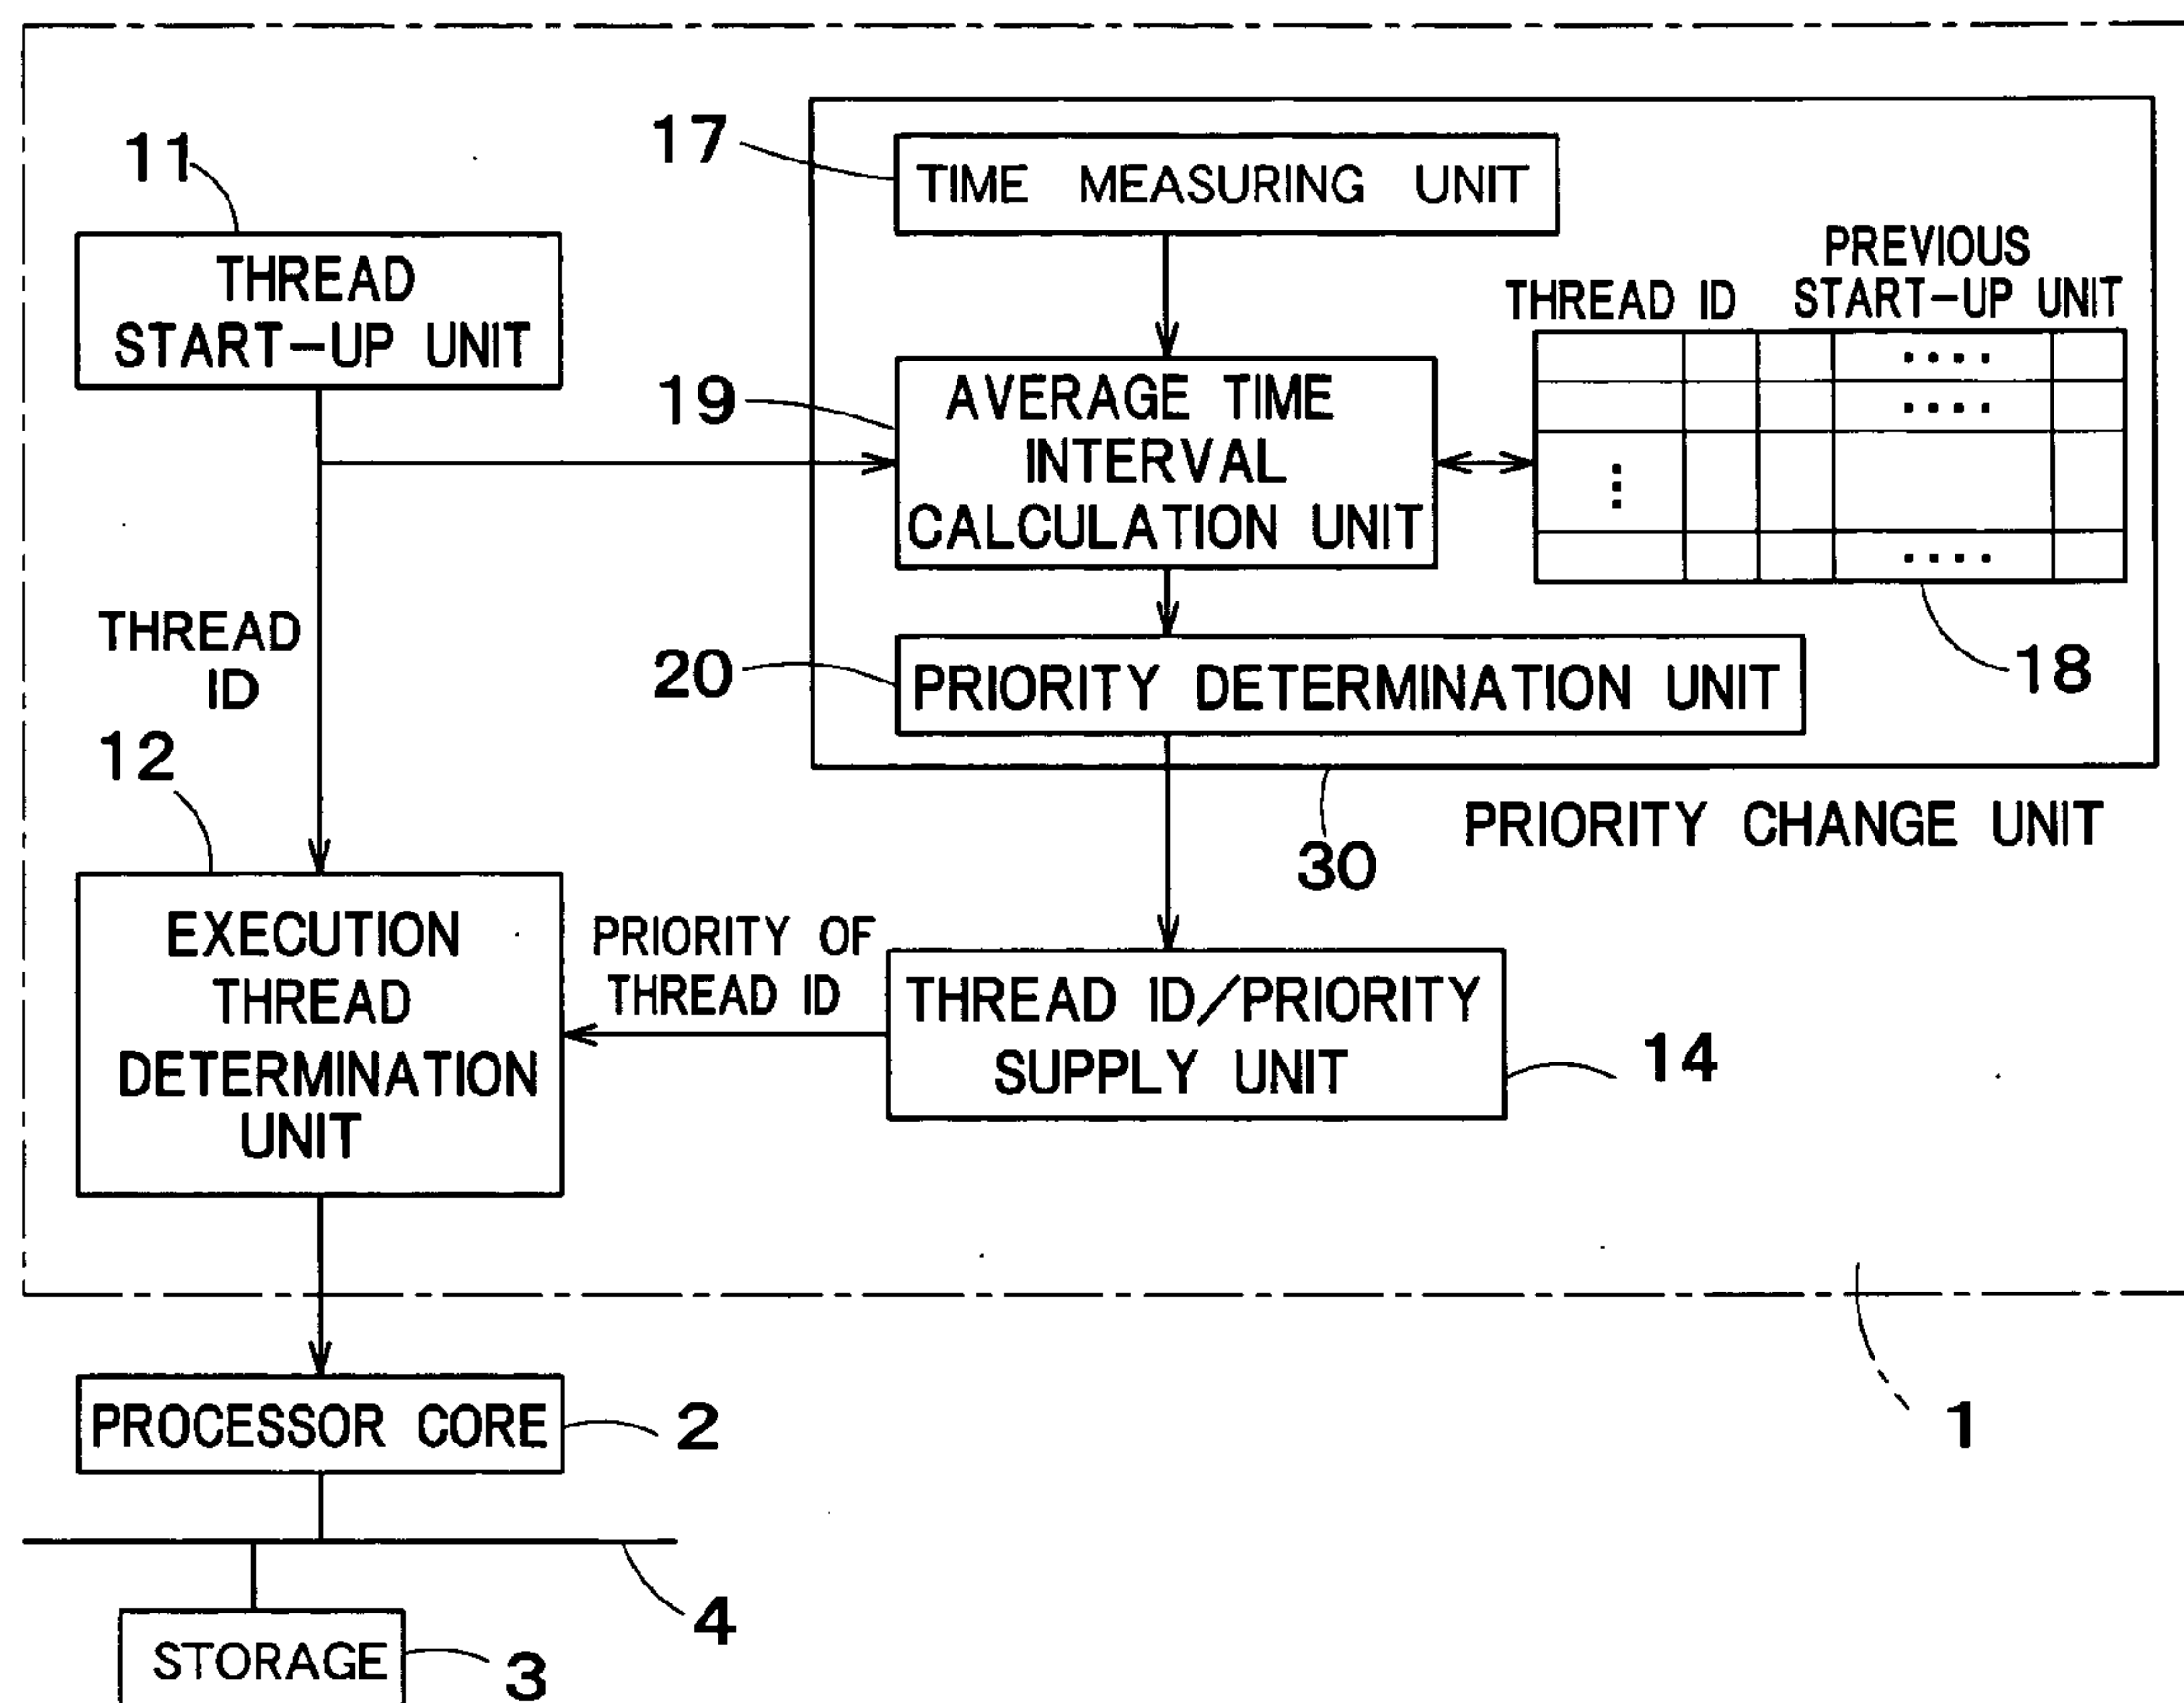 11
THREAD
START-UP UNIT
17
TIME MEASURING UNIT
THREAD ID
PREVIOUS
START-UP UNIT
19
AVERAGE TIME
INTERVAL
CALCULATION UNIT
18
THREAD
ID
20
PRIORITY DETERMINATION UNIT
30
PRIORITY CHANGE UNIT
12
EXECUTION
THREAD
DETERMINATION
UNIT
PRIORITY OF
THREAD ID
THREAD ID/PRIORITY
SUPPLY UNIT
14
1
PROCESSOR CORE
2
4
STORAGE
3